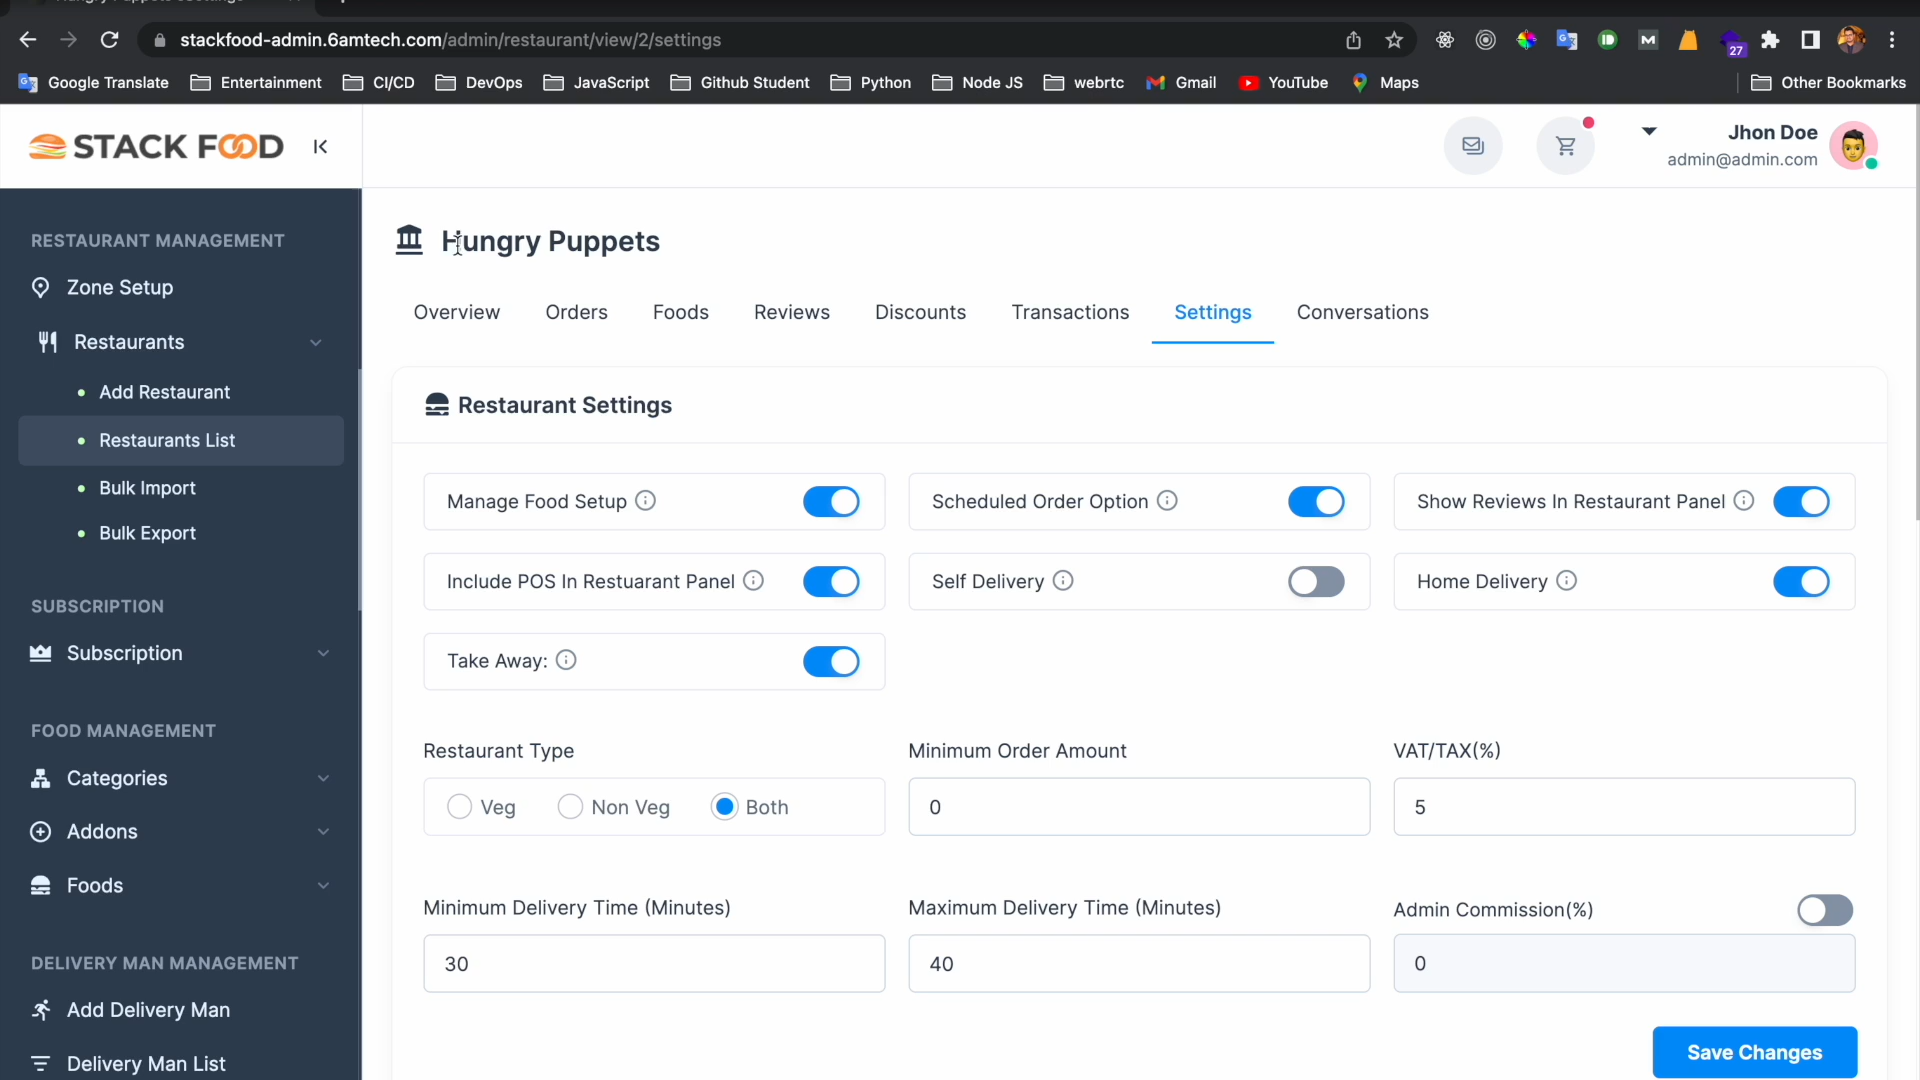 stackfood-admin.6amtech.com/admin/restaurant/view/2/settings
27
Google Translate Entertainment CI/CD DevOps JavaScript Github Student Python Node JS webrtc Gmail YouTube Maps Other Bookmarks
STACK FOOD
Jhon Doe
admin@admin.com
RESTAURANT MANAGEMENT
Zone Setup
Restaurants
Add Restaurant
Restaurants List
Bulk Import
Bulk Export
SUBSCRIPTION
Subscription
FOOD MANAGEMENT
Categories
Addons
Foods
DELIVERY MAN MANAGEMENT
Add Delivery Man
Delivery Man List
Hungry Puppets
Overview Orders Foods Reviews Discounts Transactions Settings Conversations
Restaurant Settings
Manage Food Setup Scheduled Order Option Show Reviews In Restaurant Panel
Include POS In Restuarant Panel Self Delivery Home Delivery
Take Away:
Restaurant Type Minimum Order Amount VAT/TAX(%)
Veg Non Veg Both 0 5
Minimum Delivery Time (Minutes) Maximum Delivery Time (Minutes) Admin Commission(%)
30 40 0
Save Changes